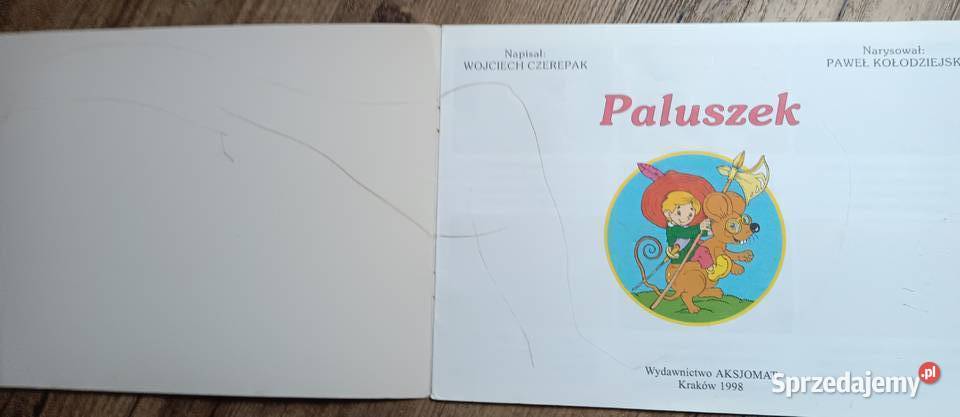 Napisał:
WOJCIECH CZEREPAK
Narysował:
PAWEŁ KOŁODZIEJSK
Paluszek
Wydawnictwo AKSJOMAT
Kraków 1998
Sprzedajemy.pl